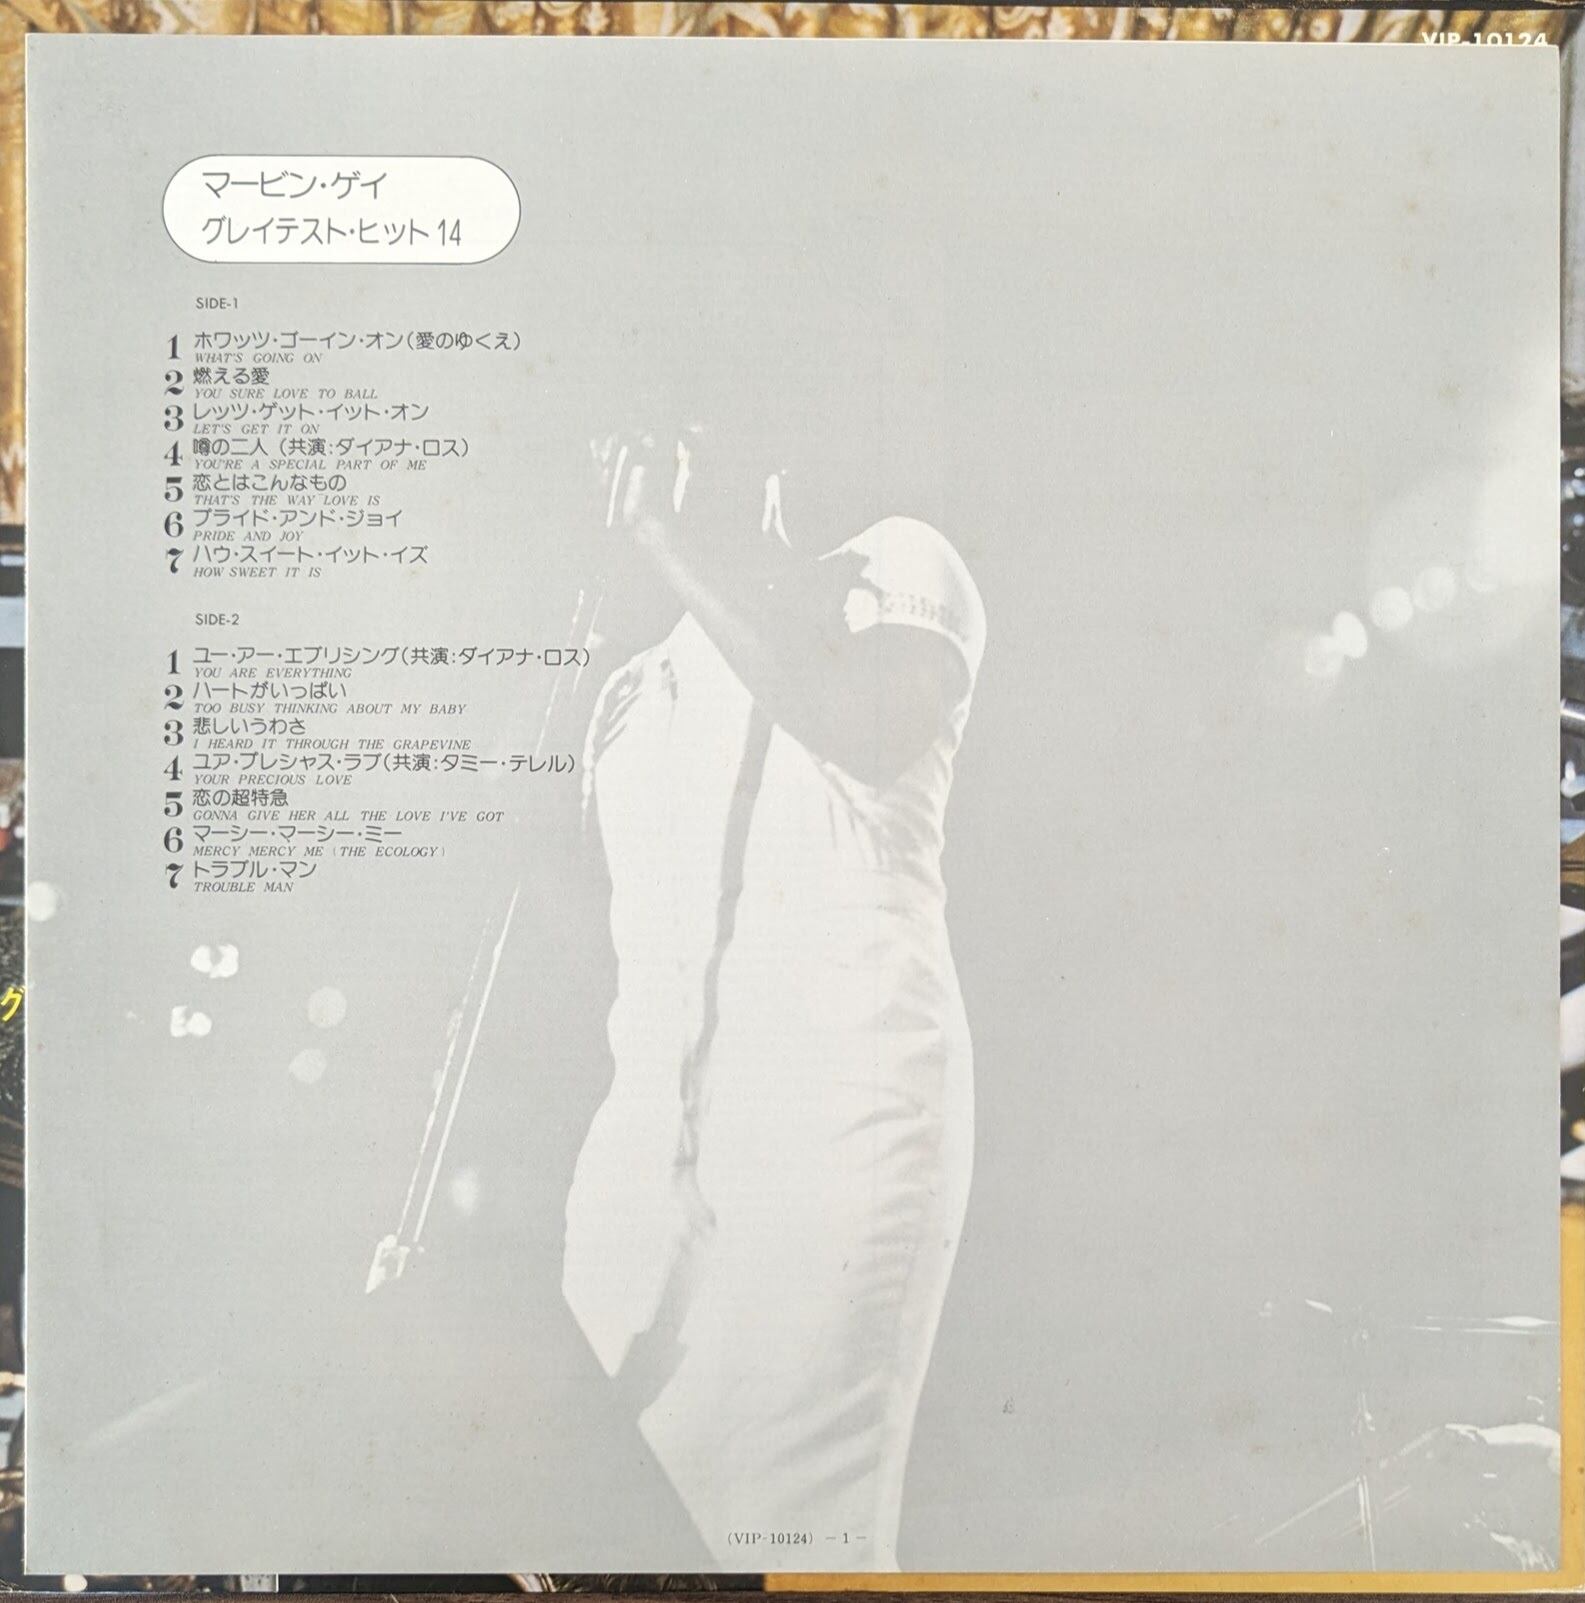 VIP-10124
マービン・ゲイ
グレイテスト・ヒット14
SIDE-1
1 ホワッツ・ゴーイン・オン(愛のゆくえ)
WHAT'S GOING ON
2 燃える愛
YOU SURE LOVE TO BALL
3 レッツ・ゲット・イット・オン
LET'S GET IT ON
4 噂の二人(共演:ダイアナ・ロス)
YOU'RE A SPECIAL PART OF ME
5 恋とはこんなもの
THAT'S THE WAY LOVE IS
6 プライド・アンド・ジョイ
PRIDE AND JOY
7 ハウ・スイート・イット・イズ
HOW SWEET IT IS
SIDE-2
1 ユー・アー・エブリシング(共演:ダイアナ・ロス)
YOU ARE EVERYTHING
2 ハートがいっぱい
TOO BUSY THINKING ABOUT MY BABY
3 悲しいうわさ
I HEARD IT THROUGH THE GRAPEVINE
4 ユア・プレシャス・ラブ(共演:タミー・テレル)
YOUR PRECIOUS LOVE
5 恋の超特急
GONNA GIVE HER ALL THE LOVE I'VE GOT
6 マーシー・マーシー・ミー
MERCY MERCY ME (THE ECOLOGY)
7 トラブル・マン
TROUBLE MAN
グ
(VIP-10124) － 1 －